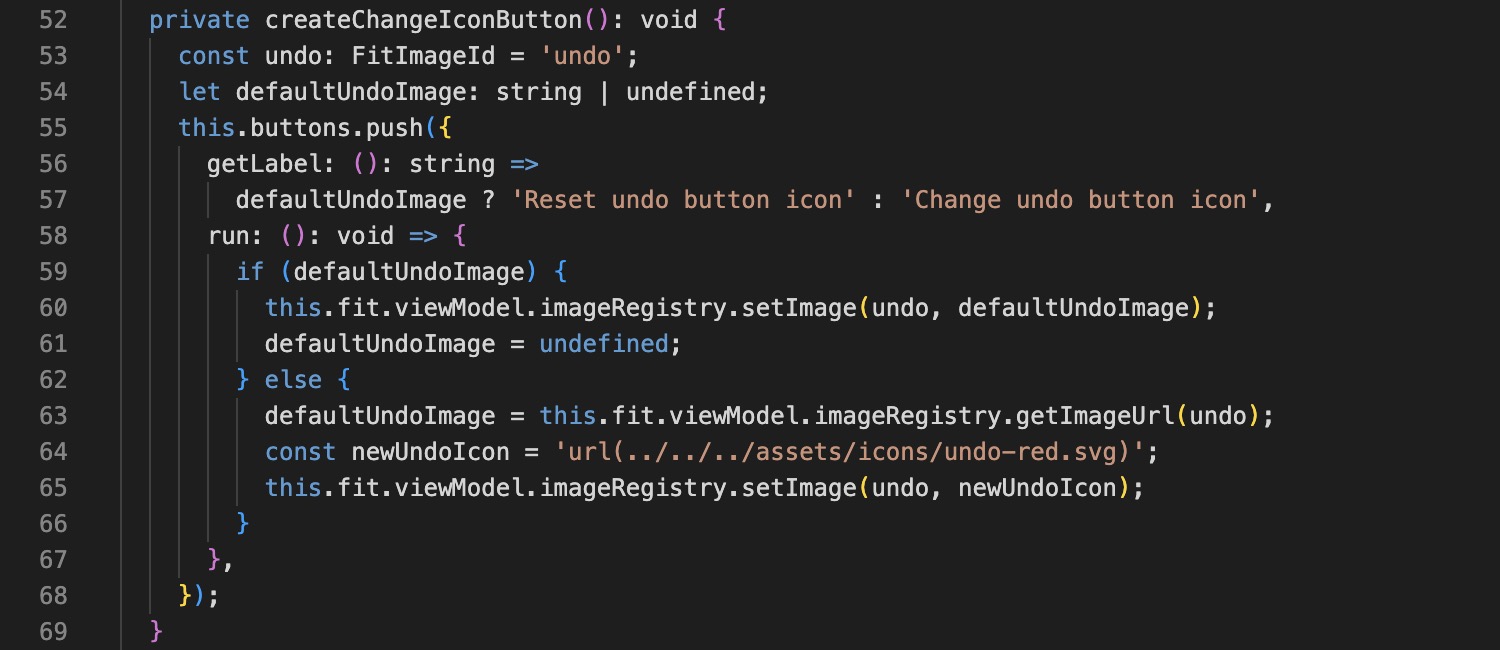 52 private createChangeIconButton(): void {
53 const undo: FitImageId = 'undo';
54 let defaultUndoImage: string | undefined;
55 this.buttons.push({
56 getLabel: (): string =>
57 defaultUndoImage ? 'Reset undo button icon' : 'Change undo button icon',
58 run: (): void => {
59 if (defaultUndoImage) {
60 this.fit.viewModel.imageRegistry.setImage(undo, defaultUndoImage);
61 defaultUndoImage = undefined;
62 } else {
63 defaultUndoImage = this.fit.viewModel.imageRegistry.getImageUrl(undo);
64 const newUndoIcon = 'url(../../../assets/icons/undo-red.svg)';
65 this.fit.viewModel.imageRegistry.setImage(undo, newUndoIcon);
66 }
67 },
68 });
69 }